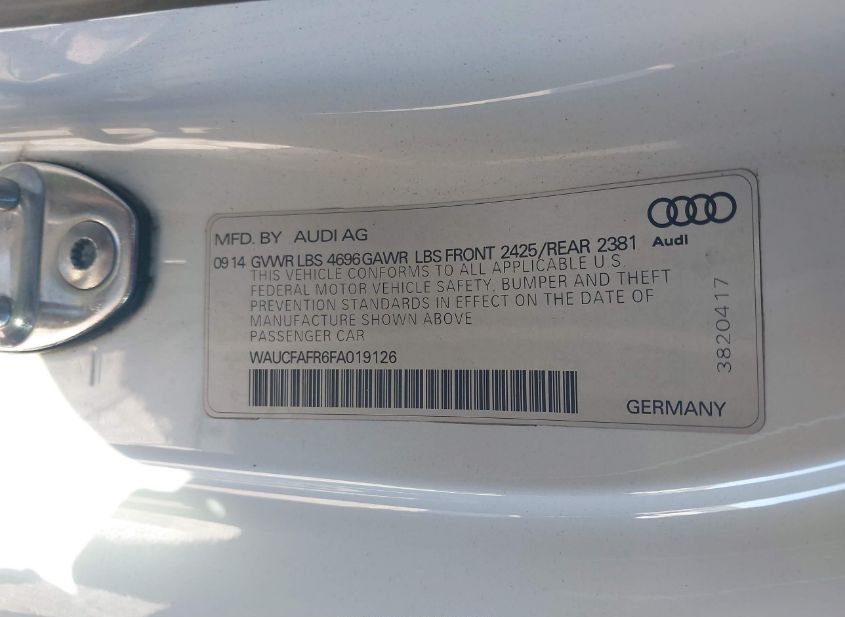 MFD. BY AUDI AG
Audi
09 14 GVWR LBS 4696 GAWR LBS FRONT 2425/REAR 2381
THIS VEHICLE CONFORMS TO ALL APPLICABLE U.S.
FEDERAL MOTOR VEHICLE SAFETY, BUMPER AND THEFT
PREVENTION STANDARDS IN EFFECT ON THE DATE OF
MANUFACTURE SHOWN ABOVE
PASSENGER CAR
WAUCFAFR6FA019126
GERMANY
3820417